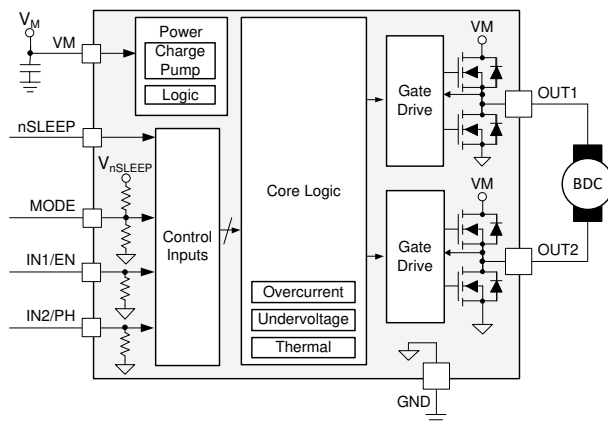 VM
VM
Power
Charge
Pump
Logic
nSLEEP
VnSLEEP
MODE
IN1/EN
IN2/PH
Control
Inputs
Core Logic
Overcurrent
Undervoltage
Thermal
VM
Gate
Drive
OUT1
BDC
VM
Gate
Drive
OUT2
GND